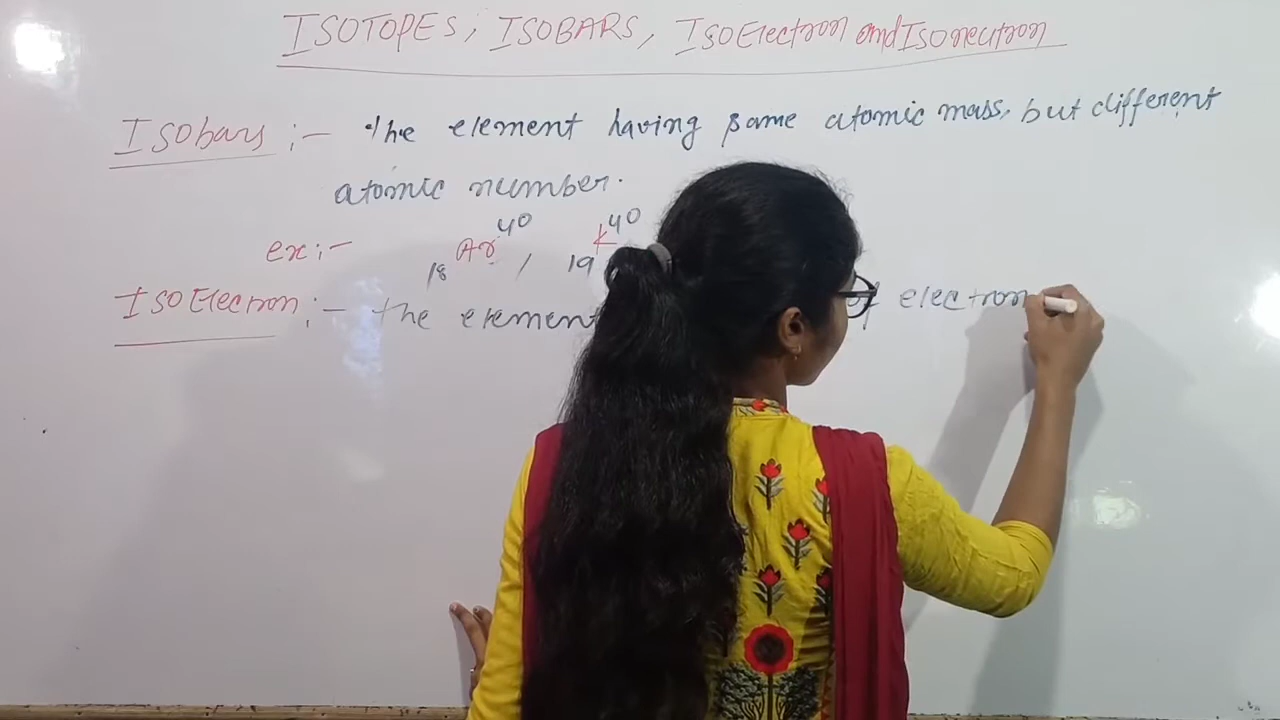 ISOTOPES, ISOBARS, IsoElectron and Isoneutron
Isobars :- The element having same atomic mass, but different
atomic number.
ex:- 18 Ar 40 , 19 K 40
IsoElectron :- The element of electron